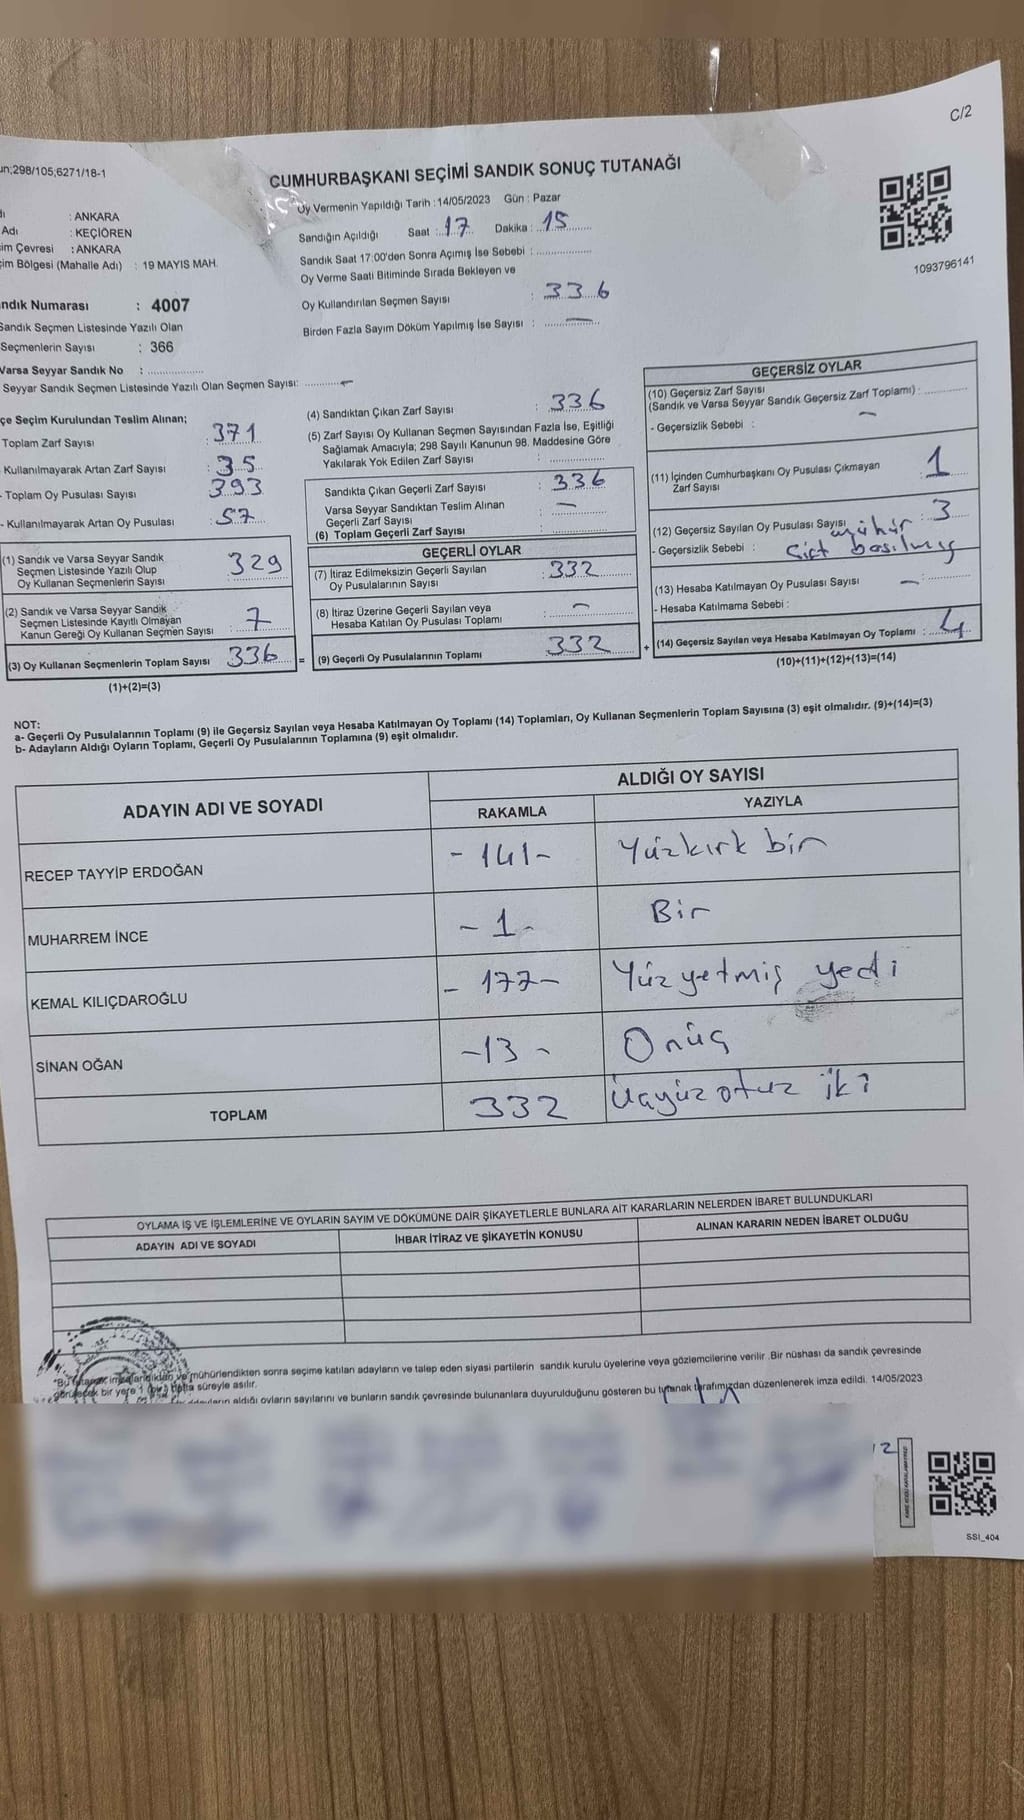 C/2
298/105;6271/18-1
CUMHURBAŞKANI SEÇİMİ SANDIK SONUÇ TUTANAĞI
Oy Vermenin Yapıldığı Tarih :14/05/2023 Gün : Pazar
: ANKARA
Adı : KEÇİÖREN
Çevresi : ANKARA
Bölgesi (Mahalle Adı) : 19 MAYIS MAH.
Sandığın Açıldığı Saat : 17 Dakika : 15
Sandık Saat 17:00'den Sonra Açımış İse Sebebi :
Oy Verme Saati Bitiminde Sırada Bekleyen ve
Oy Kullandırılan Seçmen Sayısı : 336
Birden Fazla Sayım Döküm Yapılmış İse Sayısı : —
1093796141
Numarası : 4007
Sandık Seçmen Listesinde Yazılı Olan
Seçmenlerin Sayısı : 366
Varsa Seyyar Sandık No :
Seyyar Sandık Seçmen Listesinde Yazılı Olan Seçmen Sayısı: —
Seçim Kurulundan Teslim Alınan;
Toplam Zarf Sayısı : 371
Kullanılmayarak Artan Zarf Sayısı : 35
- Toplam Oy Pusulası Sayısı 393
- Kullanılmayarak Artan Oy Pusulası : 57
(1) Sandık ve Varsa Seyyar Sandık
Seçmen Listesinde Yazılı Olup
Oy Kullanan Seçmenlerin Sayısı : 329
(2) Sandık ve Varsa Seyyar Sandık
Seçmen Listesinde Kayıtlı Olmayan
Kanun Gereği Oy Kullanan Seçmen Sayısı : 7
(3) Oy Kullanan Seçmenlerin Toplam Sayısı 336 =
(1)+(2)=(3)
(4) Sandıktan Çıkan Zarf Sayısı : 336
(5) Zarf Sayısı Oy Kullanan Seçmen Sayısından Fazla İse, Eşitliği
Sağlamak Amacıyla; 298 Sayılı Kanunun 98. Maddesine Göre
Yakılarak Yok Edilen Zarf Sayısı :
Sandıkta Çıkan Geçerli Zarf Sayısı : 336
Varsa Seyyar Sandıktan Teslim Alınan
Geçerli Zarf Sayısı : —
(6) Toplam Geçerli Zarf Sayısı :
GEÇERLİ OYLAR
(7) İtiraz Edilmeksizin Geçerli Sayılan
Oy Pusulalarının Sayısı : 332
(8) İtiraz Üzerine Geçerli Sayılan veya
Hesaba Katılan Oy Pusulası Toplamı : —
(9) Geçerli Oy Pusulalarının Toplamı 332 +
GEÇERSİZ OYLAR
(10) Geçersiz Zarf Sayısı
(Sandık ve Varsa Seyyar Sandık Geçersiz Zarf Toplamı) :
- Geçersizlik Sebebi : —
(11) İçinden Cumhurbaşkanı Oy Pusulası Çıkmayan
Zarf Sayısı : 1
(12) Geçersiz Sayılan Oy Pusulası Sayısı 3
- Geçersizlik Sebebi : mühür
çift basılmış
(13) Hesaba Katılmayan Oy Pusulası Sayısı : —
- Hesaba Katılmama Sebebi :
(14) Geçersiz Sayılan veya Hesaba Katılmayan Oy Toplamı : 4
(10)+(11)+(12)+(13)=(14)
NOT:
a- Geçerli Oy Pusulalarının Toplamı (9) ile Geçersiz Sayılan veya Hesaba Katılmayan Oy Toplamı (14) Toplamları, Oy Kullanan Seçmenlerin Toplam Sayısına (3) eşit olmalıdır. (9)+(14)=(3)
b- Adayların Aldığı Oyların Toplamı, Geçerli Oy Pusulalarının Toplamına (9) eşit olmalıdır.
ADAYIN ADI VE SOYADI
ALDIĞI OY SAYISI
RAKAMLA YAZIYLA
RECEP TAYYİP ERDOĞAN - 141 - Yüzkırk bir
MUHARREM İNCE - 1 - Bir
KEMAL KILIÇDAROĞLU - 177 - Yüz yetmiş yedi
SİNAN OĞAN - 13 - Onüç
TOPLAM 332 Üçyüz otuz iki
OYLAMA İŞ VE İŞLEMLERİNE VE OYLARIN SAYIM VE DÖKÜMÜNE DAİR ŞİKAYETLERLE BUNLARA AİT KARARLARIN NELERDEN İBARET BULUNDUKLARI
ADAYIN ADI VE SOYADI İHBAR İTİRAZ VE ŞİKAYETİN KONUSU ALINAN KARARIN NEDEN İBARET OLDUĞU
mühürlendikten sonra seçime katılan adayların ve talep eden siyasi partilerin sandık kurulu üyelerine veya gözlemcilerine verilir .Bir nüshası da sandık çevresinde
görülecek bir yere 1 hafta süreyle asılır.
aldığı oyların sayılarını ve bunların sandık çevresinde bulunanlara duyurulduğunu gösteren bu tutanak tarafımızdan düzenlenerek imza edildi. 14/05/2023
SSI_404